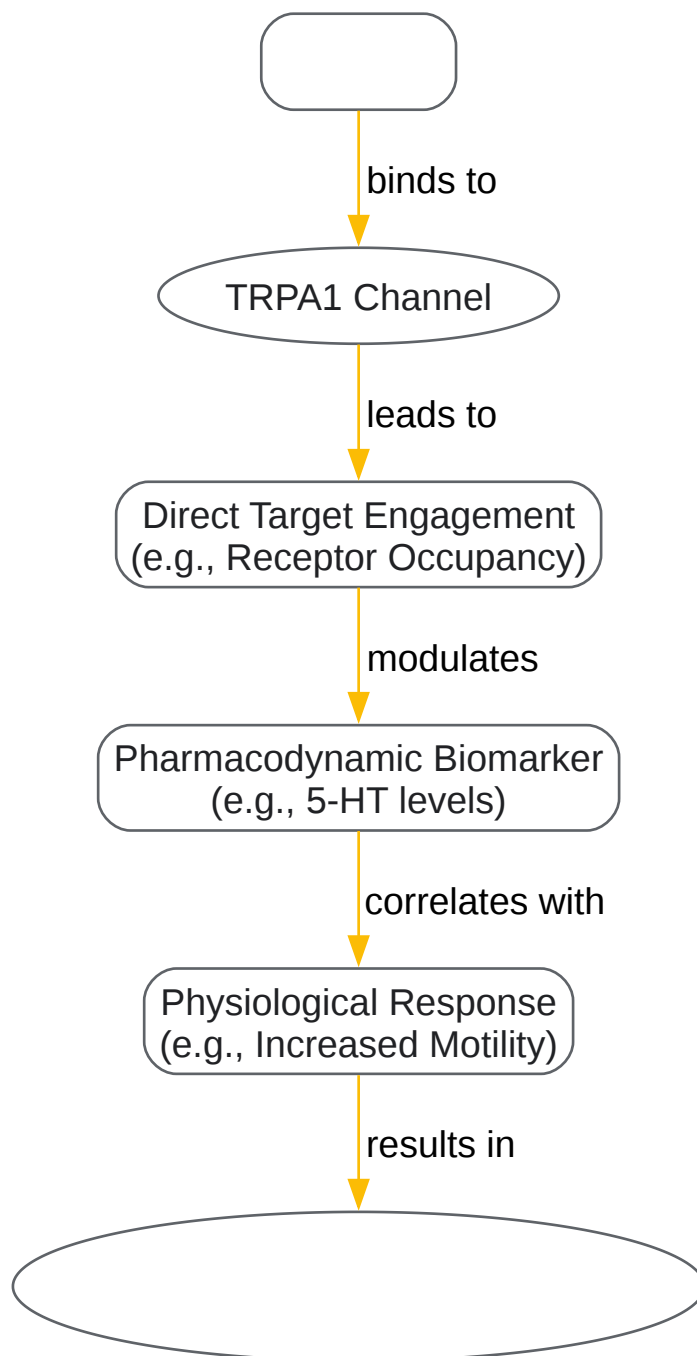 binds to
TRPA1 Channel
leads to
Direct Target Engagement
(e.g., Receptor Occupancy)
modulates
Pharmacodynamic Biomarker
(e.g., 5-HT levels)
correlates with
Physiological Response
(e.g., Increased Motility)
results in